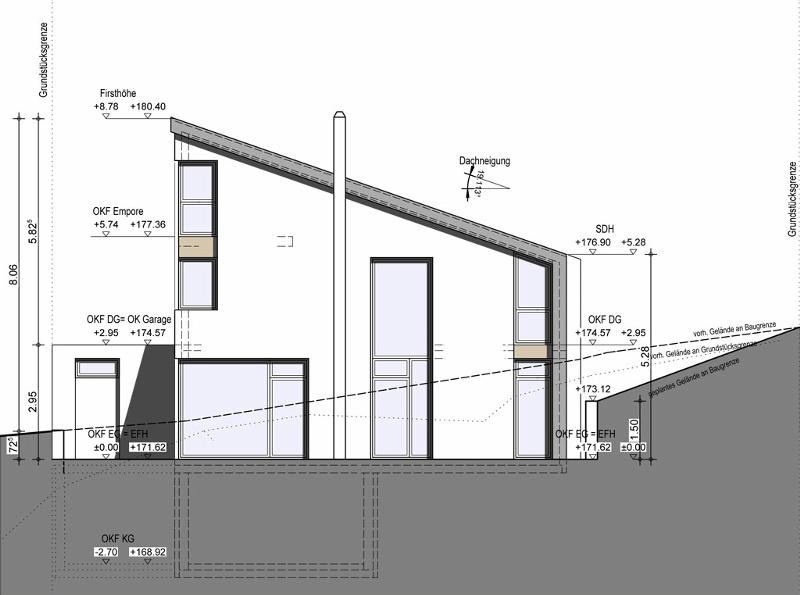 Grundstücksgrenze
Firsthöhe
+8.78 +180.40
Dachneigung
19,113°
Grundstücksgrenze
OKF Empore
+5.74 +177.36
SDH
+176.90 +5.28
5.82⁵
8.06
OKF DG= OK Garage
+2.95 +174.57
OKF DG
+174.57 +2.95
vorh. Gelände an Baugrenze
vorh. Gelände an Grundstücksgrenze
geplantes Gelände an Baugrenze
5.28
+173.12
2.95
1.50
72⁵
OKF EG = EFH
±0.00 +171.62
OKF EG = EFH
+171.62 ±0.00
OKF KG
-2.70 +168.92